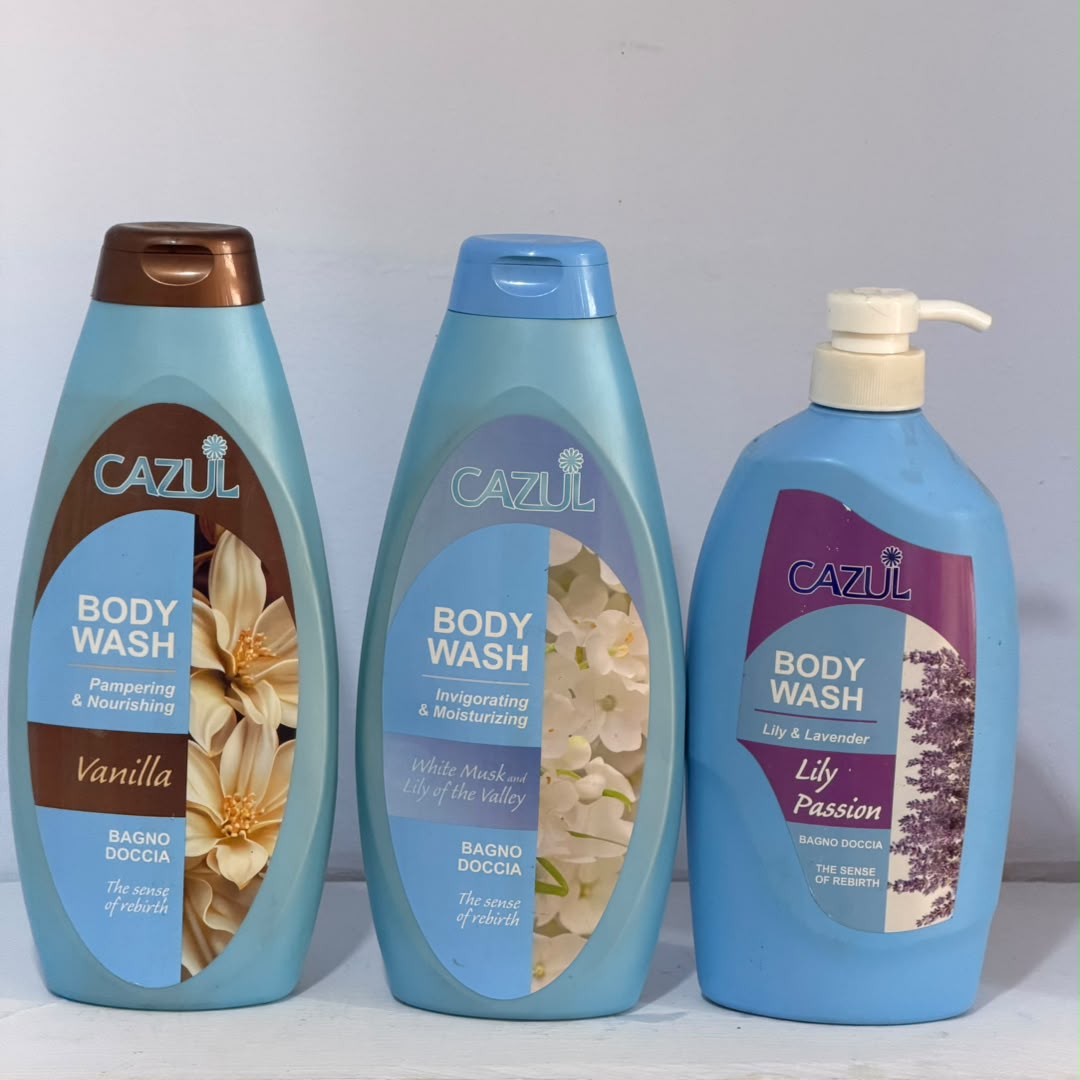 CAZUL
BODY
WASH
Pampering
& Nourishing
Vanilla
BAGNO
DOCCIA
The sense
of rebirth
CAZUL
BODY
WASH
Invigorating
& Moisturizing
White Musk and
Lily of the Valley
BAGNO
DOCCIA
The sense
of rebirth
CAZUL
BODY
WASH
Lily & Lavender
Lily
Passion
BAGNO DOCCIA
THE SENSE
OF REBIRTH